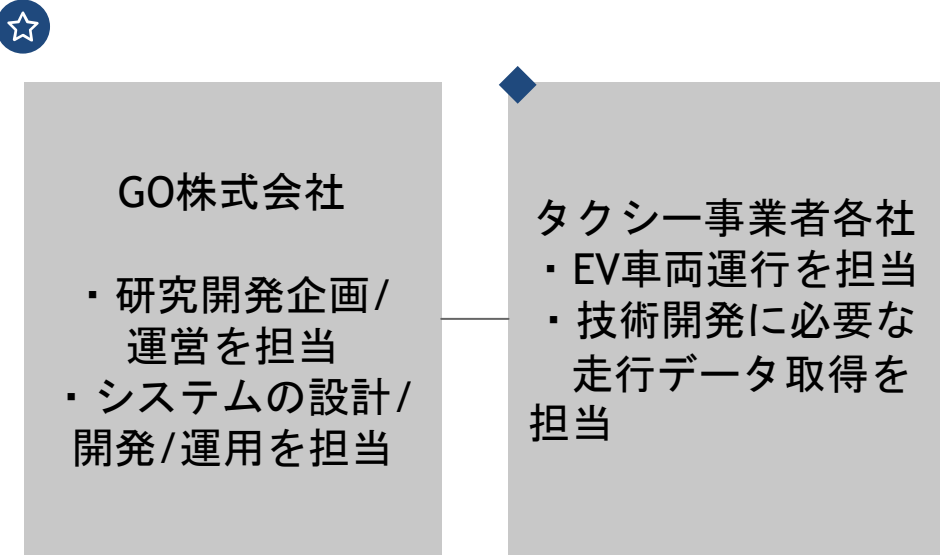 GO株式会社
・研究開発企画/
運営を担当
・システムの設計/
開発/運用を担当
タクシー事業者各社
・EV車両運行を担当
・技術開発に必要な
走行データ取得を
担当